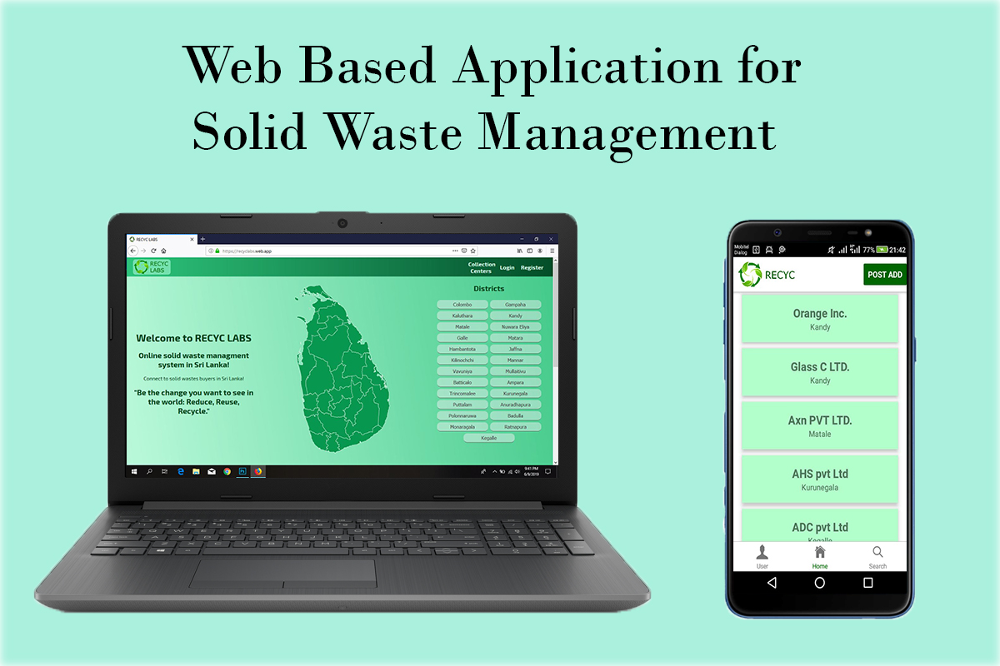 Web Based Application for
Solid Waste Management
RECYC LABS
https://recyclabs.web.app
RECYC
LABS
Collection
Centers
Login
Register
Districts
Colombo
Gampaha
Kaluthara
Kandy
Matale
Nuwara Eliya
Galle
Matara
Hambantota
Jaffna
Kilinochchi
Mannar
Vavuniya
Mullaitivu
Batticalo
Ampara
Trincomalee
Kurunegala
Puttalam
Anuradhapura
Polonnaruwa
Badulla
Monaragala
Ratnapura
Kegalle
Welcome to RECYC LABS
Online solid waste managment
system in Sri Lanka!
Connect to solid wastes buyers in Sri Lanka!
"Be the change you want to see in
the world: Reduce, Reuse,
Recycle."
9:41 PM
6/9/2019
Mobitel
Dialog
77%
21:42
RECYC
POST ADD
Orange Inc.
Kandy
Glass C LTD.
Kandy
Axn PVT LTD.
Matale
AHS pvt Ltd
Kurunegala
ADC pvt Ltd
Kegalle
User
Home
Search